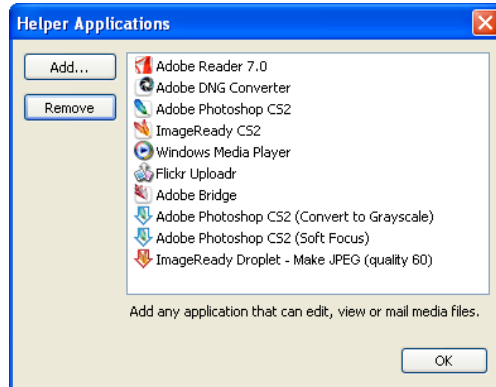 Helper Applications
Add...
Remove
Adobe Reader 7.0
Adobe DNG Converter
Adobe Photoshop CS2
ImageReady CS2
Windows Media Player
Flickr Uploadr
Adobe Bridge
Adobe Photoshop CS2 (Convert to Grayscale)
Adobe Photoshop CS2 (Soft Focus)
ImageReady Droplet - Make JPEG (quality 60)
Add any application that can edit, view or mail media files.
OK